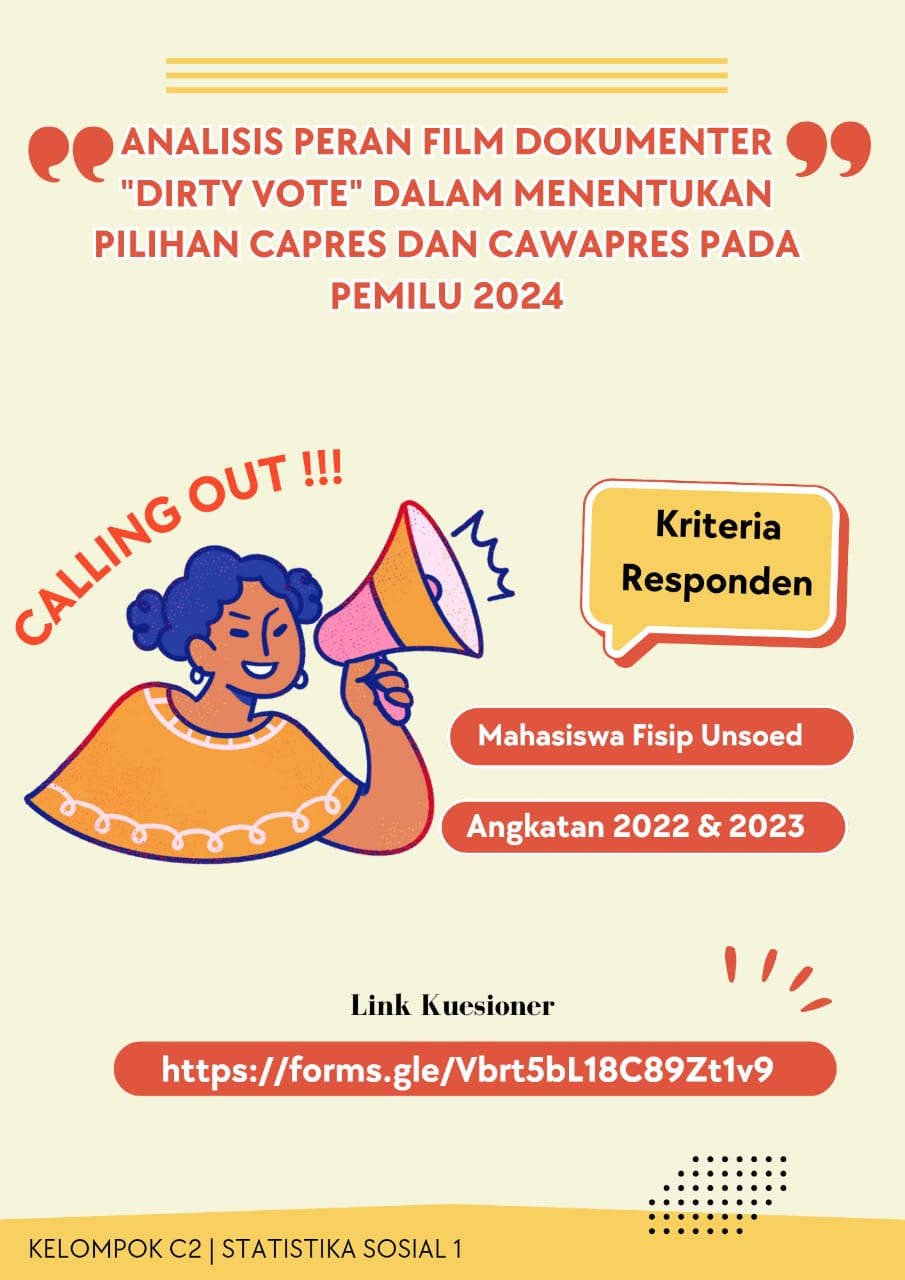 ANALISIS PERAN FILM DOKUMENTER
"DIRTY VOTE" DALAM MENENTUKAN
PILIHAN CAPRES DAN CAWAPRES PADA
PEMILU 2024
CALLING OUT !!!
Kriteria
Responden
Mahasiswa Fisip Unsoed
Angkatan 2022 & 2023
Link Kuesioner
https://forms.gle/Vbrt5bL18C89Zt1v9
KELOMPOK C2 | STATISTIKA SOSIAL 1